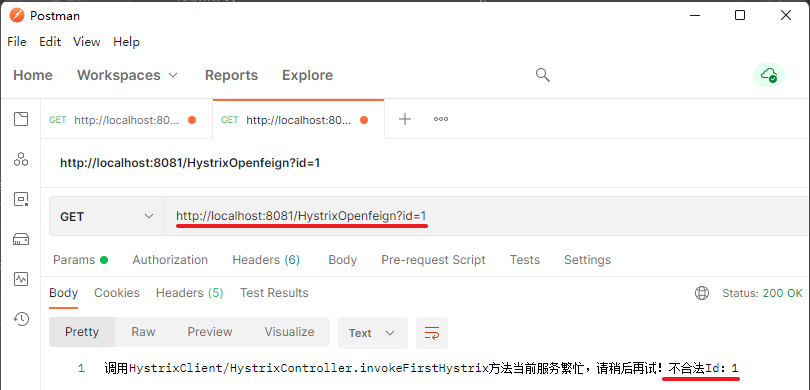 Postman
File Edit View Help
Home Workspaces Reports Explore
GET http://localhost:80... GET http://localhost:80...
http://localhost:8081/HystrixOpenfeign?id=1
GET http://localhost:8081/HystrixOpenfeign?id=1
Params Authorization Headers (6) Body Pre-request Script Tests Settings
Body Cookies Headers (5) Test Results Status: 200 OK
Pretty Raw Preview Visualize Text
1 调用HystrixClient/HystrixController.invokeFirstHystrix方法当前服务繁忙，请稍后再试！不合法Id：1